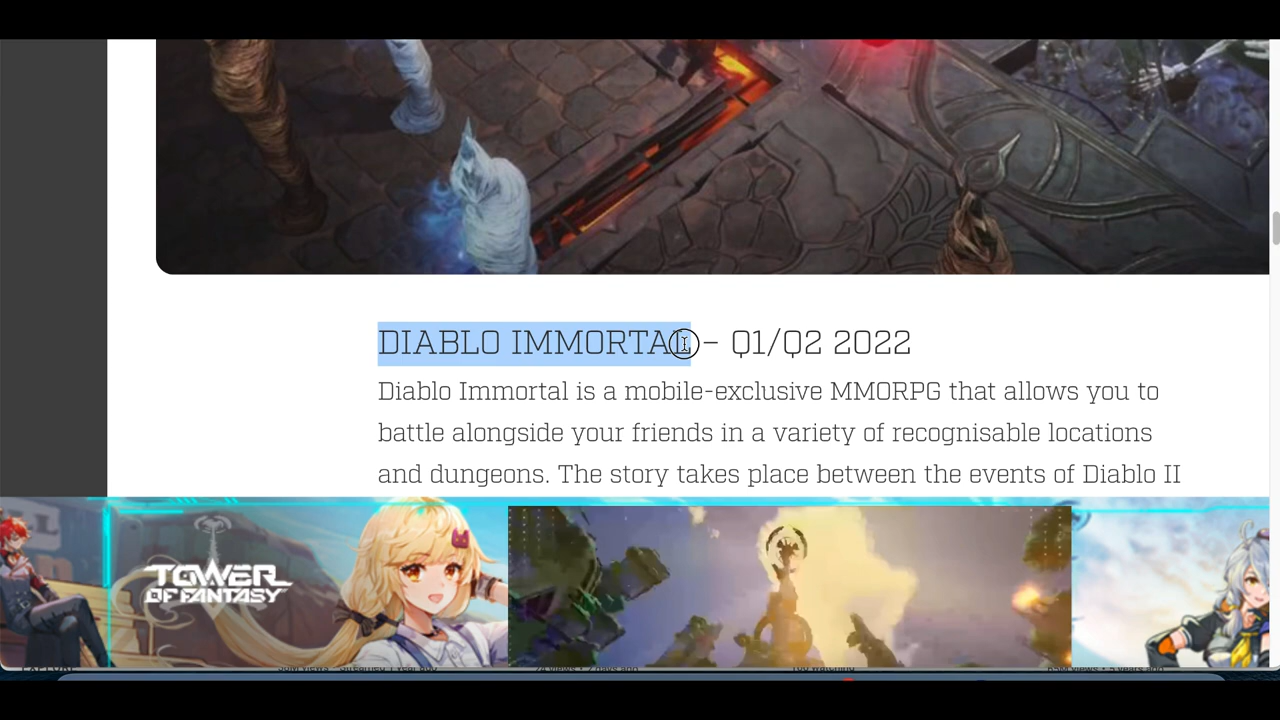 DIABLO IMMORTAL – Q1/Q2 2022
Diablo Immortal is a mobile-exclusive MMORPG that allows you to
battle alongside your friends in a variety of recognisable locations
and dungeons. The story takes place between the events of Diablo II
TOWER
OF FANTASY